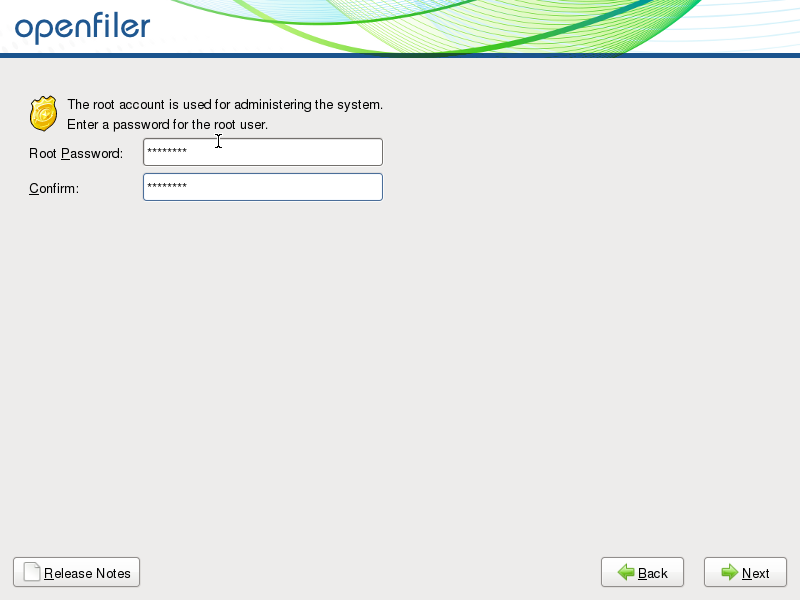 openfiler
The root account is used for administering the system.
Enter a password for the root user.
Root Password: ********
Confirm: ********
Release Notes
Back
Next